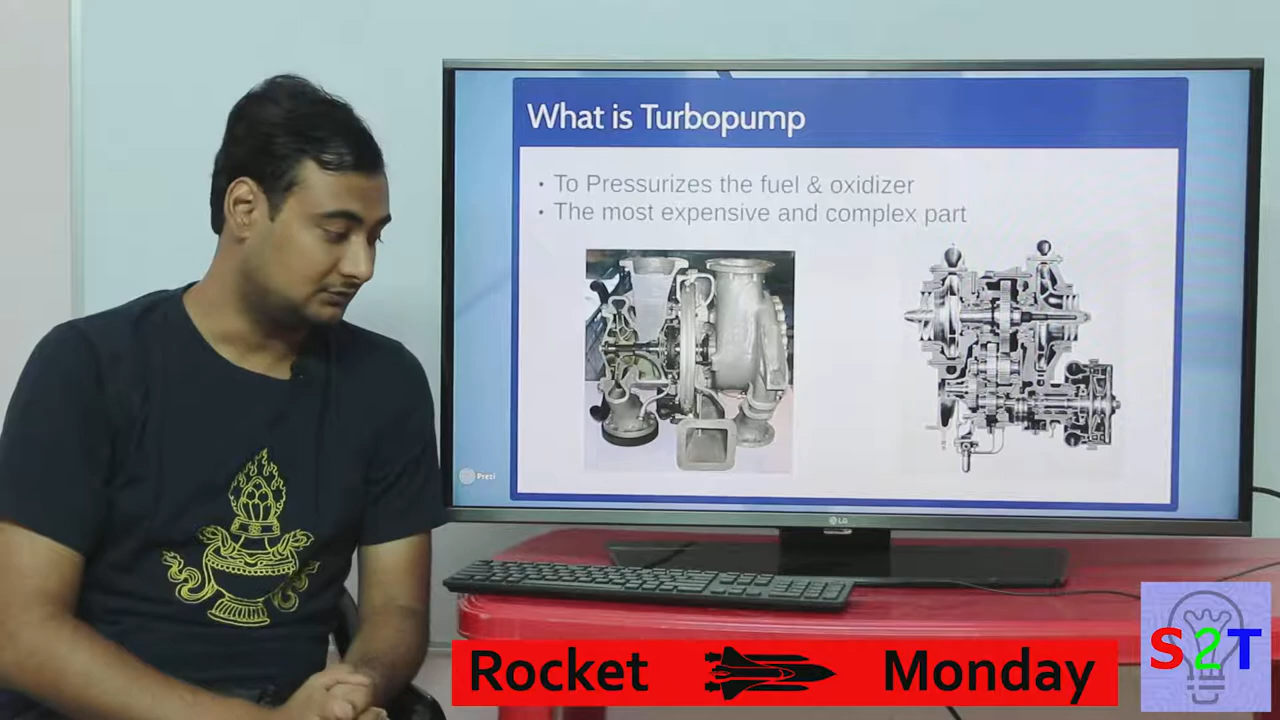 What is Turbopump
• To Pressurizes the fuel & oxidizer
• The most expensive and complex part
Prezi
LG
Rocket Monday
S2T